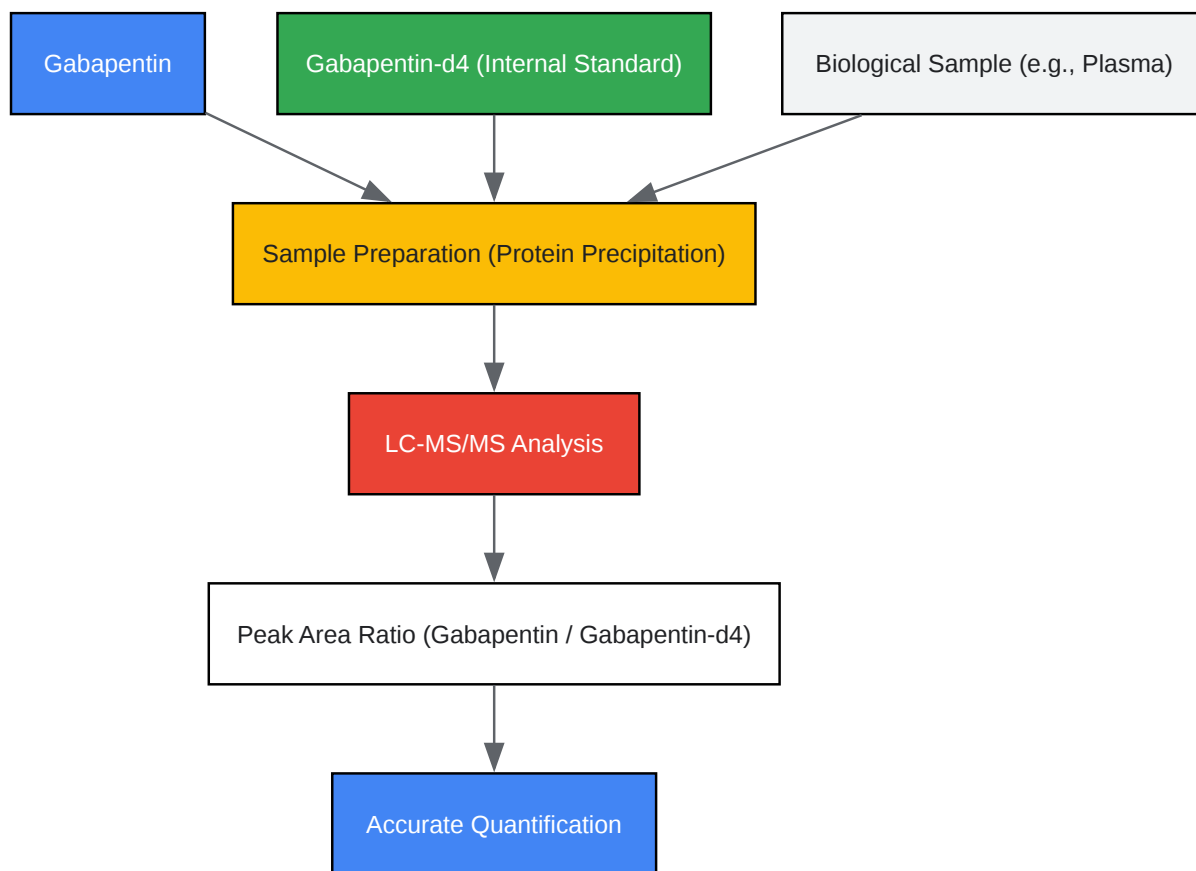 Gabapentin
Gabapentin-d4 (Internal Standard)
Biological Sample (e.g., Plasma)
Sample Preparation (Protein Precipitation)
LC-MS/MS Analysis
Peak Area Ratio (Gabapentin / Gabapentin-d4)
Accurate Quantification